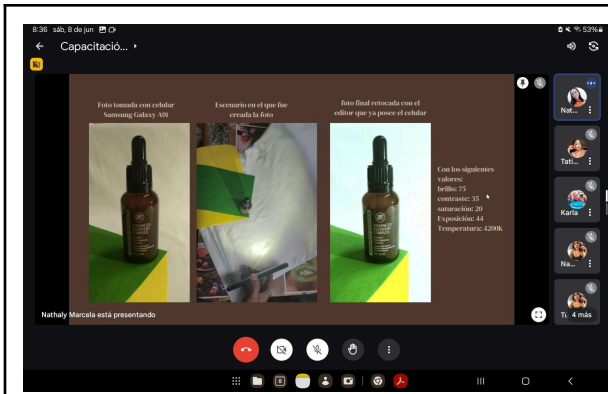 8:36 sáb, 8 de jun
53%
Capacitació...
Foto tomada con celular
Samsung Galaxy A01
Escenario en el que fue
creada la foto
foto final retocada con el
editor que ya posee el celular
Con los siguientes
valores:
brillo: 75
contraste: 35
saturación: 20
Exposición: 44
Temperatura: 4200K
ADVANCED
RECOVERY
Nathaly Marcela está presentando
Nat...
Tati...
Karla
Na...
Tu
4 más